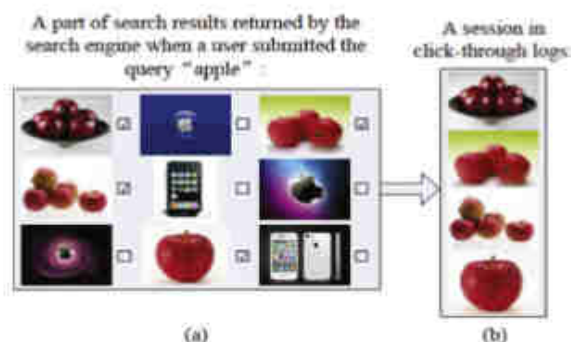 A part of search results returned by the
search engine when a user submitted the
query “apple” :
A session in
click-through logs
(a)
(b)